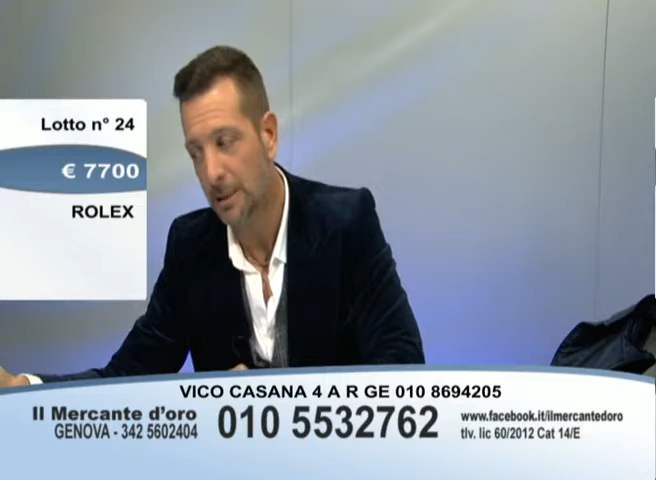 Lotto n° 24
€ 7700
ROLEX
VICO CASANA 4 A R GE 010 8694205
Il Mercante d'oro
GENOVA - 342 5602404
010 5532762
www.facebook.it/ilmercantedoro
tlv. lic 60/2012 Cat 14/E